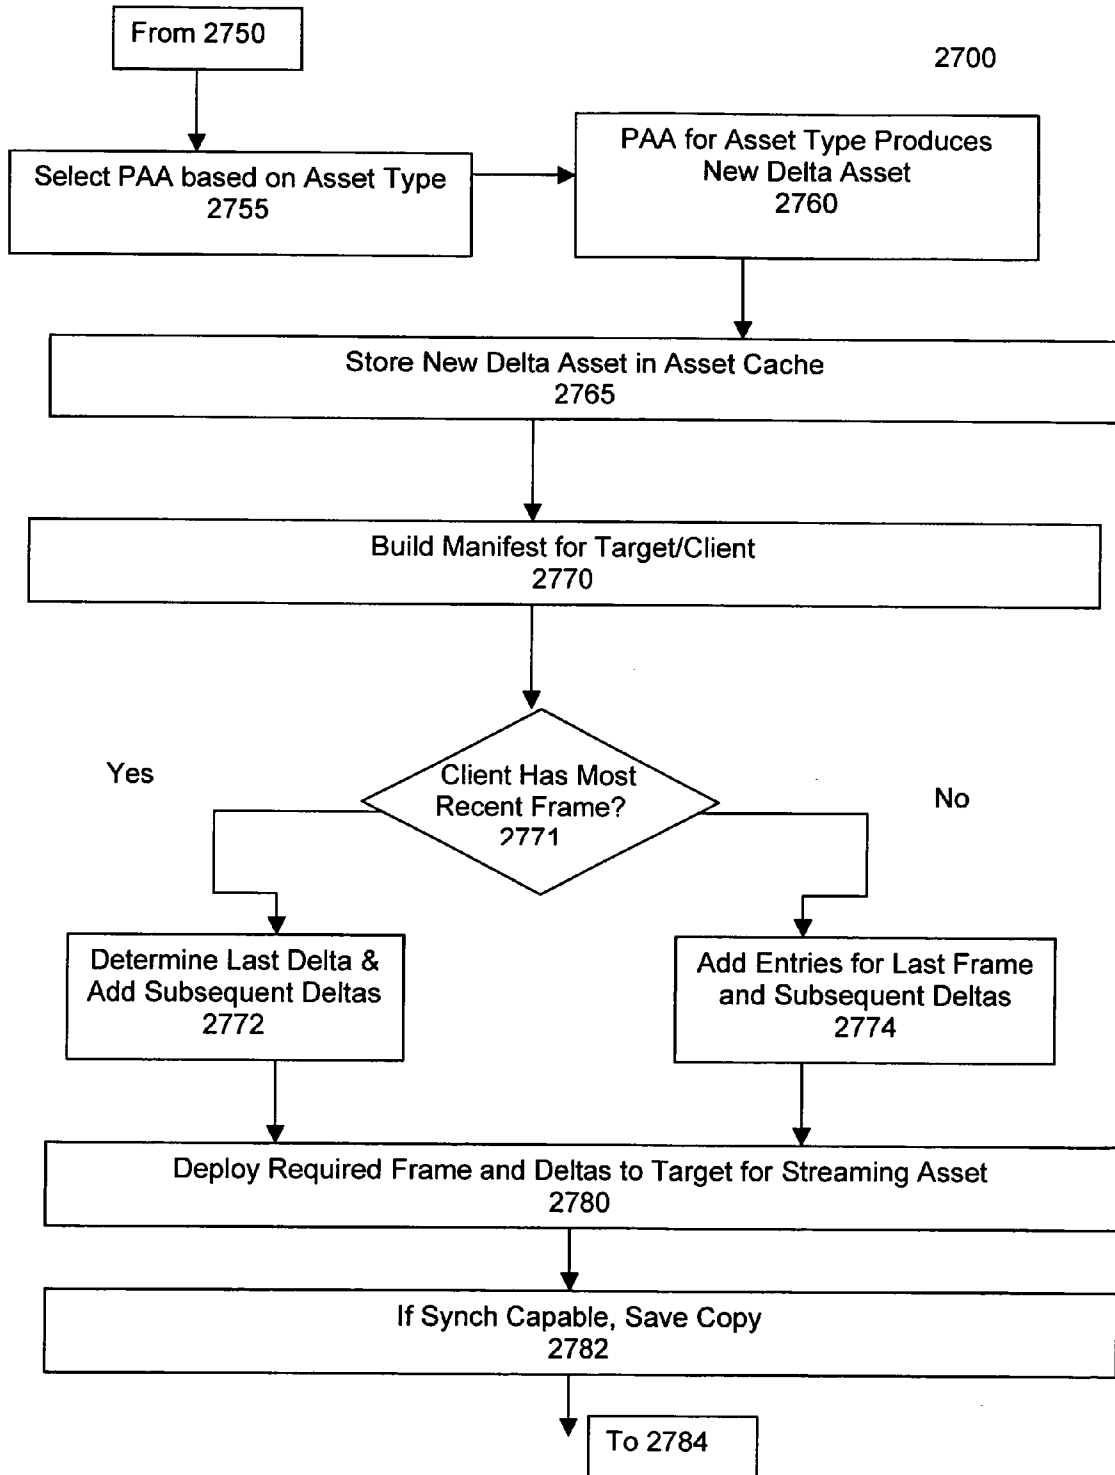 From 2750
2700
Select PAA based on Asset Type
2755
PAA for Asset Type Produces
New Delta Asset
2760
Store New Delta Asset in Asset Cache
2765
Build Manifest for Target/Client
2770
Client Has Most
Recent Frame?
2771
Yes
No
Determine Last Delta &
Add Subsequent Deltas
2772
Add Entries for Last Frame
and Subsequent Deltas
2774
Deploy Required Frame and Deltas to Target for Streaming Asset
2780
If Synch Capable, Save Copy
2782
To 2784